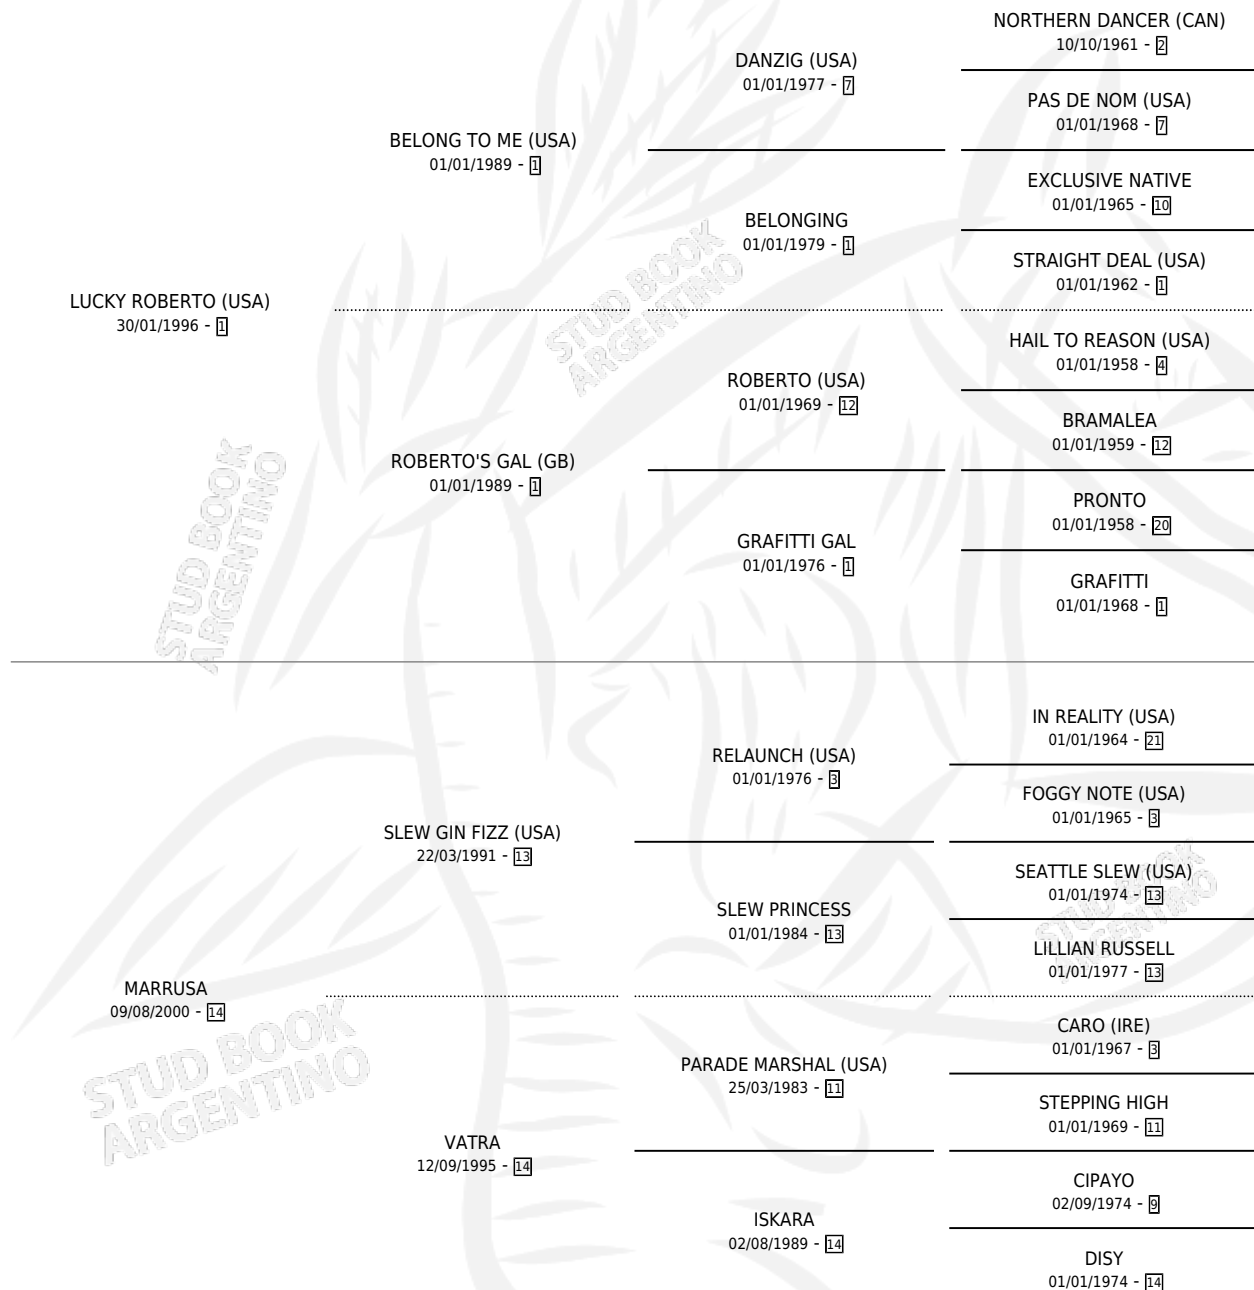 NORTHERN DANCER (CAN)
10/10/1961 - 2
DANZIG (USA)
01/01/1977 - 7
PAS DE NOM (USA)
01/01/1968 - 7
BELONG TO ME (USA)
01/01/1989 - 1
EXCLUSIVE NATIVE
01/01/1965 - 10
BELONGING
01/01/1979 - 1
STRAIGHT DEAL (USA)
01/01/1962 - 1
LUCKY ROBERTO (USA)
30/01/1996 - 1
HAIL TO REASON (USA)
01/01/1958 - 4
ROBERTO (USA)
01/01/1969 - 12
BRAMALEA
01/01/1959 - 12
ROBERTO'S GAL (GB)
01/01/1989 - 1
PRONTO
01/01/1958 - 20
GRAFITTI GAL
01/01/1976 - 1
GRAFITTI
01/01/1968 - 1
STUD BOOK
ARGENTINO
STUD BOOK
ARGENTINO
IN REALITY (USA)
01/01/1964 - 21
RELAUNCH (USA)
01/01/1976 - 3
FOGGY NOTE (USA)
01/01/1965 - 3
SLEW GIN FIZZ (USA)
22/03/1991 - 13
SEATTLE SLEW (USA)
01/01/1974 - 13
SLEW PRINCESS
01/01/1984 - 13
LILLIAN RUSSELL
01/01/1977 - 13
MARRUSA
09/08/2000 - 14
CARO (IRE)
01/01/1967 - 3
PARADE MARSHAL (USA)
25/03/1983 - 11
STEPPING HIGH
01/01/1969 - 11
VATRA
12/09/1995 - 14
CIPAYO
02/09/1974 - 9
ISKARA
02/08/1989 - 14
DISY
01/01/1974 - 14
STUD BOOK
ARGENTINO
STUD BOOK
ARGENTINO